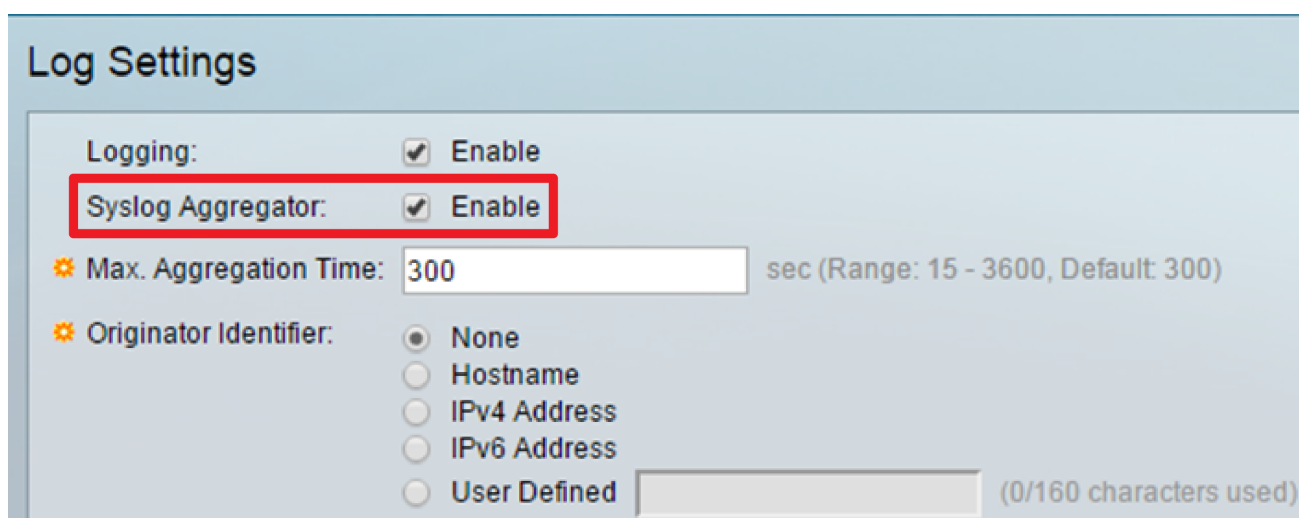 Log Settings
Logging: Enable
Syslog Aggregator: Enable
Max. Aggregation Time: 300 sec (Range: 15 - 3600, Default: 300)
Originator Identifier: None
Hostname
IPv4 Address
IPv6 Address
User Defined (0/160 characters used)